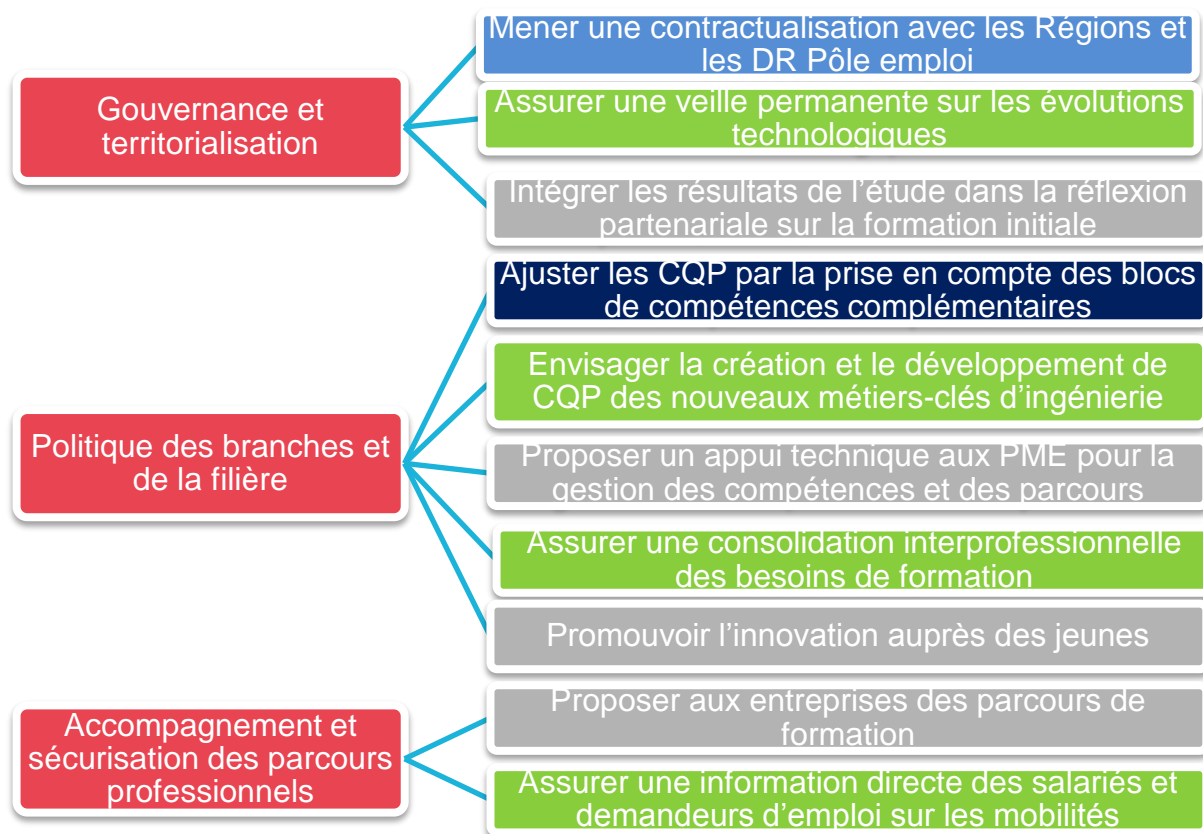 Gouvernance et
territorialisation
Mener une contractualisation avec les Régions et
les DR Pôle emploi
Assurer une veille permanente sur les évolutions
technologiques
Intégrer les résultats de l’étude dans la réflexion
partenariale sur la formation initiale
Politique des branches et
de la filière
Ajuster les CQP par la prise en compte des blocs
de compétences complémentaires
Envisager la création et le développement de
CQP des nouveaux métiers-clés d’ingénierie
Proposer un appui technique aux PME pour la
gestion des compétences et des parcours
Assurer une consolidation interprofessionnelle
des besoins de formation
Promouvoir l’innovation auprès des jeunes
Accompagnement et
sécurisation des parcours
professionnels
Proposer aux entreprises des parcours de
formation
Assurer une information directe des salariés et
demandeurs d’emploi sur les mobilités